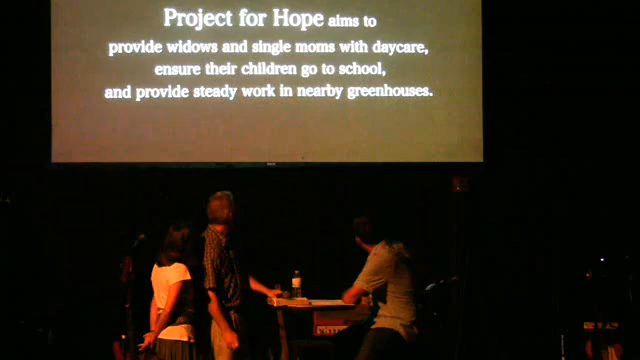 Project for Hope aims to
provide widows and single moms with daycare,
ensure their children go to school,
and provide steady work in nearby greenhouses.